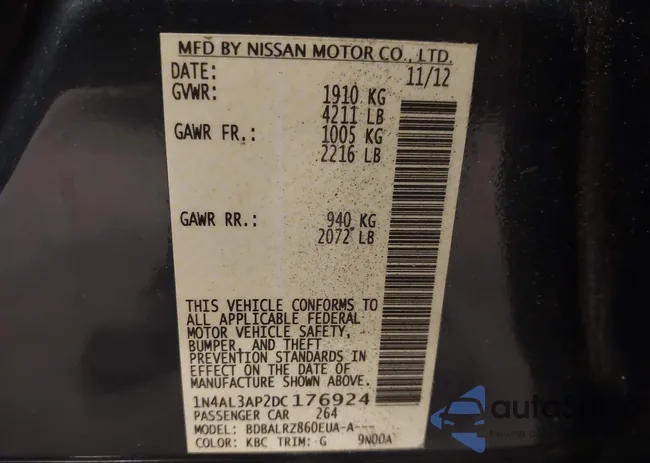 MFD BY NISSAN MOTOR CO., LTD.
DATE: 11/12
GVWR: 1910 KG
4211 LB
GAWR FR.: 1005 KG
2216 LB
GAWR RR.: 940 KG
2072 LB
THIS VEHICLE CONFORMS TO
ALL APPLICABLE FEDERAL
MOTOR VEHICLE SAFETY,
BUMPER, AND THEFT
PREVENTION STANDARDS IN
EFFECT ON THE DATE OF
MANUFACTURE SHOWN ABOVE.
1N4AL3AP2DC176924
PASSENGER CAR 264
MODEL: BDBALRZ860EUA-A---
COLOR: KBC TRIM: G 9N00A